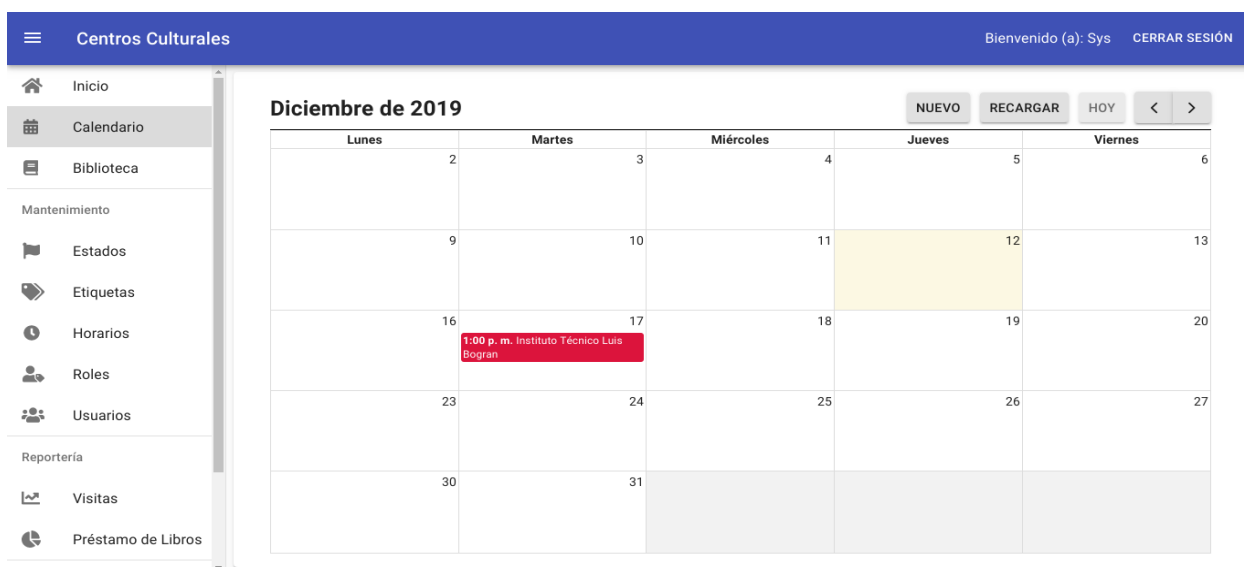 Centros Culturales
Bienvenido (a): Sys
CERRAR SESIÓN
Inicio
Calendario
Biblioteca
Mantenimiento
Estados
Etiquetas
Horarios
Roles
Usuarios
Reportería
Visitas
Préstamo de Libros
Diciembre de 2019
NUEVO
RECARGAR
HOY
Lunes Martes Miércoles Jueves Viernes
2 3 4 5 6
9 10 11 12 13
16 17 18 19 20
1:00 p. m. Instituto Técnico Luis
Bogran
23 24 25 26 27
30 31